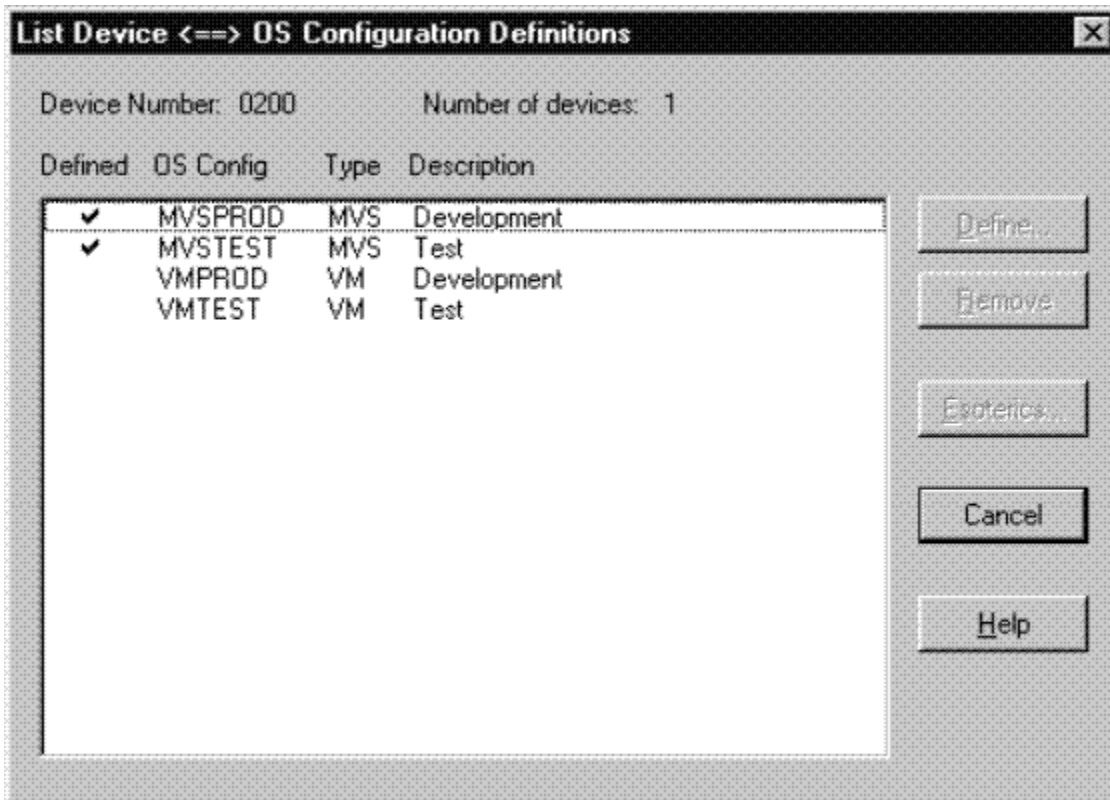 List Device <==> OS Configuration Definitions
Device Number: 0200 Number of devices: 1
Defined OS Config Type Description
✔ MVSPROD MVS Development
✔ MVSTEST MVS Test
VMPROD VM Development
VMTEST VM Test
Define...
Remove
Esoterics...
Cancel
Help